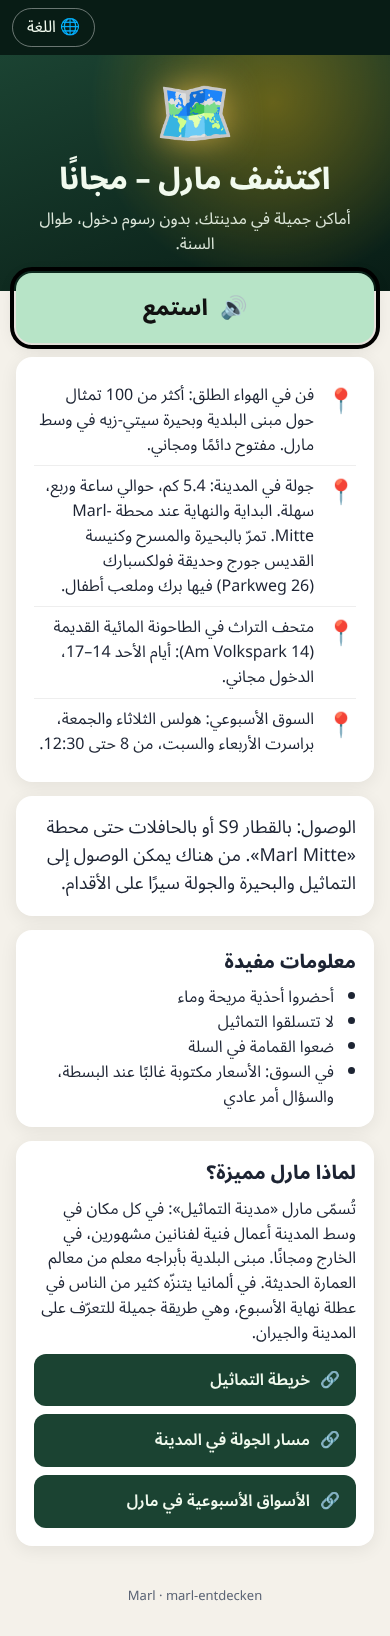 اللغة
اكتشف مارل – مجانًا
أماكن جميلة في مدينتك. بدون رسوم دخول، طوال
السنة.
استمع
فن في الهواء الطلق: أكثر من 100 تمثال
حول مبنى البلدية وبحيرة سيتي-زيه في وسط
مارل. مفتوح دائمًا ومجاني.
جولة في المدينة: 5.4 كم، حوالي ساعة وربع،
سهلة. البداية والنهاية عند محطة Marl-
Mitte. تمرّ بالبحيرة والمسرح وكنيسة
القديس جورج وحديقة فولكسبارك
(Parkweg 26) فيها برك وملعب أطفال.
متحف التراث في الطاحونة المائية القديمة
(Am Volkspark 14): أيام الأحد 14–17،
الدخول مجاني.
السوق الأسبوعي: هولس الثلاثاء والجمعة،
براسرت الأربعاء والسبت، من 8 حتى 12:30.
الوصول: بالقطار S9 أو بالحافلات حتى محطة
«Marl Mitte». من هناك يمكن الوصول إلى
التماثيل والبحيرة والجولة سيرًا على الأقدام.
معلومات مفيدة
أحضروا أحذية مريحة وماء
لا تتسلقوا التماثيل
ضعوا القمامة في السلة
في السوق: الأسعار مكتوبة غالبًا عند البسطة،
والسؤال أمر عادي
لماذا مارل مميزة؟
تُسمّى مارل «مدينة التماثيل»: في كل مكان في
وسط المدينة أعمال فنية لفنانين مشهورين، في
الخارج ومجانًا. مبنى البلدية بأبراجه معلم من معالم
العمارة الحديثة. في ألمانيا يتنزّه كثير من الناس في
عطلة نهاية الأسبوع، وهي طريقة جميلة للتعرّف على
المدينة والجيران.
خريطة التماثيل
مسار الجولة في المدينة
الأسواق الأسبوعية في مارل
Marl · marl-entdecken